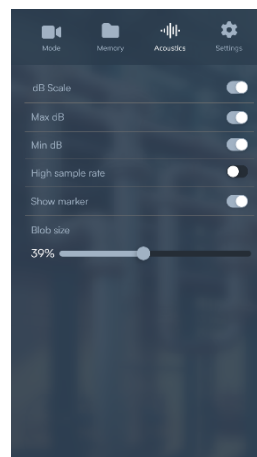 Mode Memory Acoustics Settings
dB Scale
Max dB
Min dB
High sample rate
Show marker
Blob size
39%